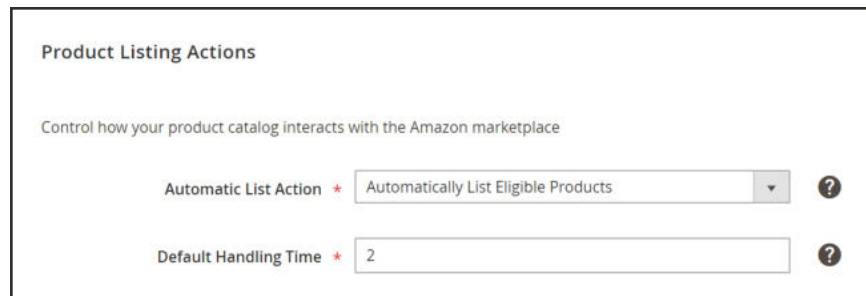 Product Listing Actions
Control how your product catalog interacts with the Amazon marketplace
Automatic List Action * Automatically List Eligible Products ?
Default Handling Time * 2 ?